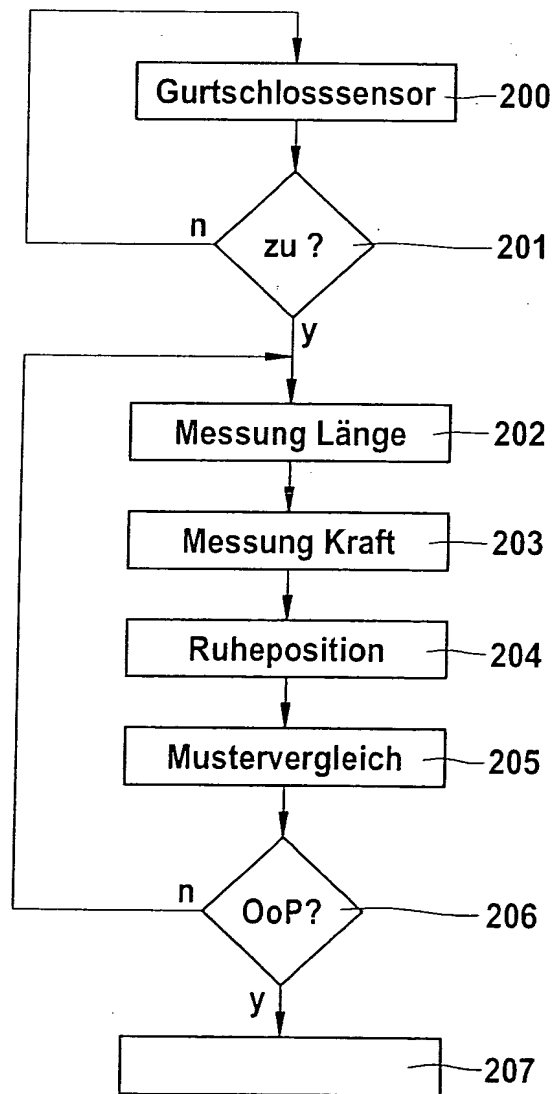 Gurtschlosssensor 200
n
zu ? 201
y
Messung Länge 202
Messung Kraft 203
Ruheposition 204
Mustervergleich 205
n
OoP? 206
y
207